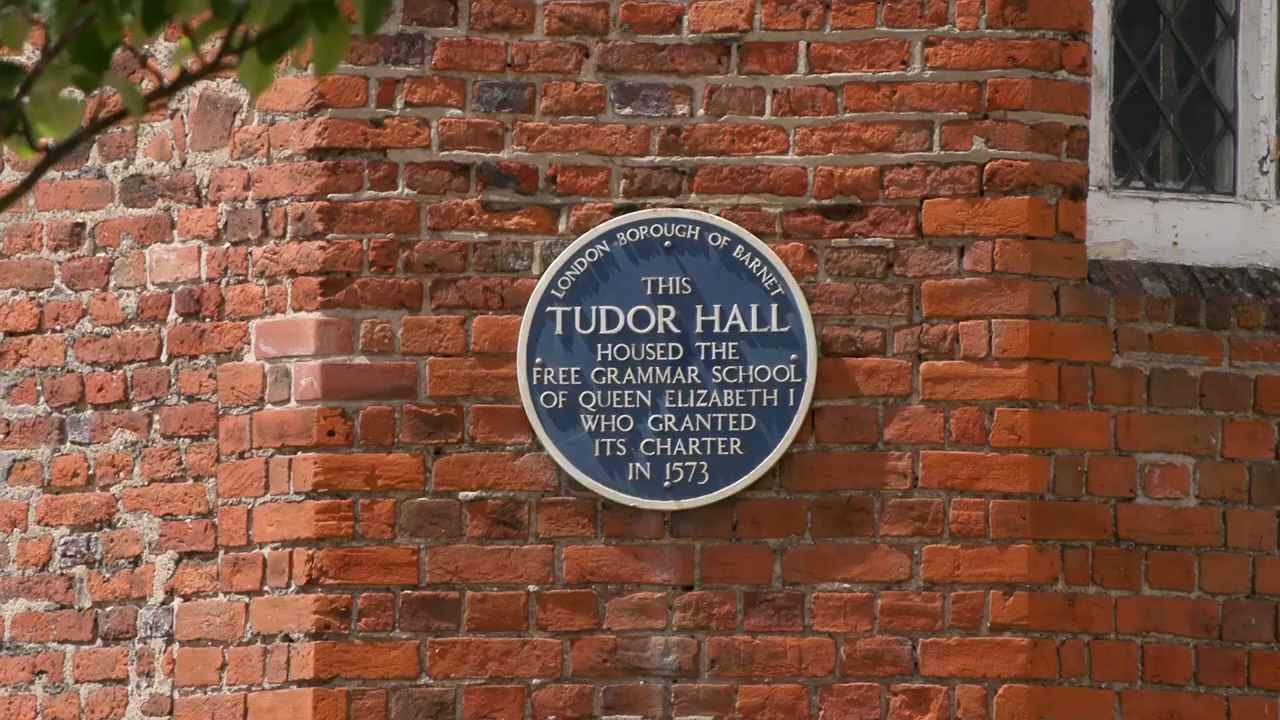 LONDON BOROUGH OF BARNET
THIS
TUDOR HALL
HOUSED THE
FREE GRAMMAR SCHOOL
OF QUEEN ELIZABETH I
WHO GRANTED
ITS CHARTER
IN 1573